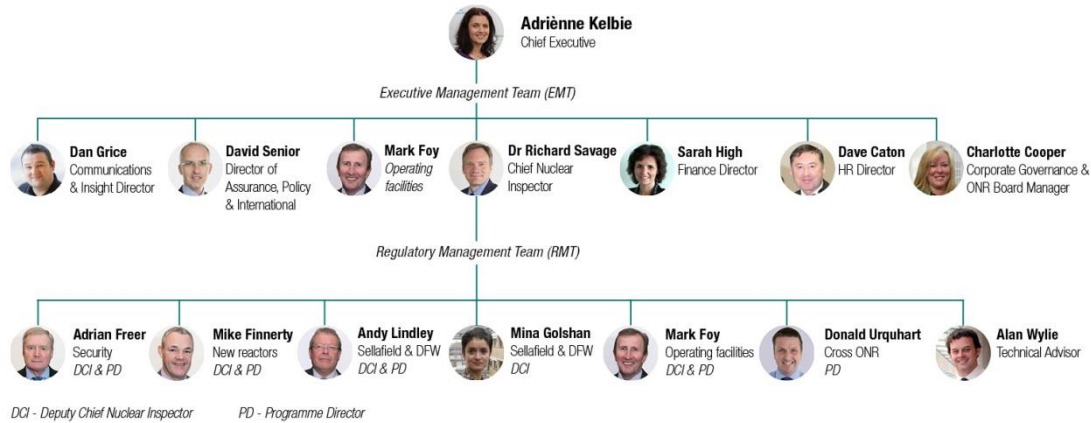 Adriènne Kelbie
Chief Executive
Executive Management Team (EMT)
Dan Grice
Communications
& Insight Director
David Senior
Director of
Assurance, Policy
& International
Mark Foy
Operating
facilities
Dr Richard Savage
Chief Nuclear
Inspector
Sarah High
Finance Director
Dave Caton
HR Director
Charlotte Cooper
Corporate Governance &
ONR Board Manager
Regulatory Management Team (RMT)
Adrian Freer
Security
DCI & PD
Mike Finnerty
New reactors
DCI & PD
Andy Lindley
Sellafield & DFW
DCI & PD
Mina Golshan
Sellafield & DFW
DCI
Mark Foy
Operating facilities
DCI & PD
Donald Urquhart
Cross ONR
PD
Alan Wylie
Technical Advisor
DCI - Deputy Chief Nuclear Inspector
PD - Programme Director